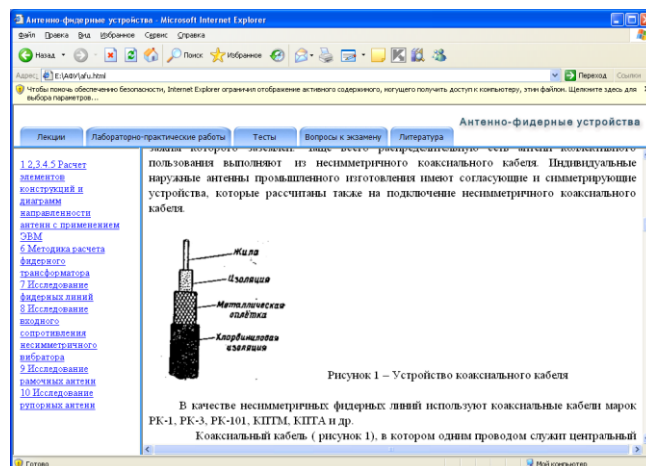 Антенно-фидерные устройства - Microsoft Internet Explorer
Файл Правка Вид Избранное Сервис Справка
Назад Поиск Избранное
Адрес: E:\АФУ\afu.html Переход Ссылки
Чтобы помочь обеспечению безопасности, Internet Explorer ограничил отображение активного содержимого, могущего получить доступ к компьютеру, этим файлом. Щелкните здесь для
выбора параметров...
Антенно-фидерные устройства
Лекции Лабораторно-практические работы Тесты Вопросы к экзамену Литература
1 2,3.4.5 Расчет
элементов
конструкций и
диаграмм
направленности
антенн с применением
ЭВМ
6 Методика расчета
фидерного
трансформатора
7 Исследование
фидерных линий
8 Исследование
входного
сопротивления
несимметричного
вибратора
9 Исследование
рамочных антенн
10 Исследование
рупорных антенн
пользования выполняют из несимметричного коаксиального кабеля. Индивидуальные
наружные антенны промышленного изготовления имеют согласующие и симметрирующие
устройства, которые рассчитаны также на подключение несимметричного коаксиального
кабеля.
Жила
Изоляция
Металлическая
оплётка
Хлорвиниловая
изоляция
Рисунок 1 – Устройство коаксиального кабеля
В качестве несимметричных фидерных линий используют коаксиальные кабели марок
РК-1, РК-3, РК-101, КПТМ, КПТА и др.
Коаксиальный кабель ( рисунок 1), в котором одним проводом служит центральный
Готово Мой компьютер